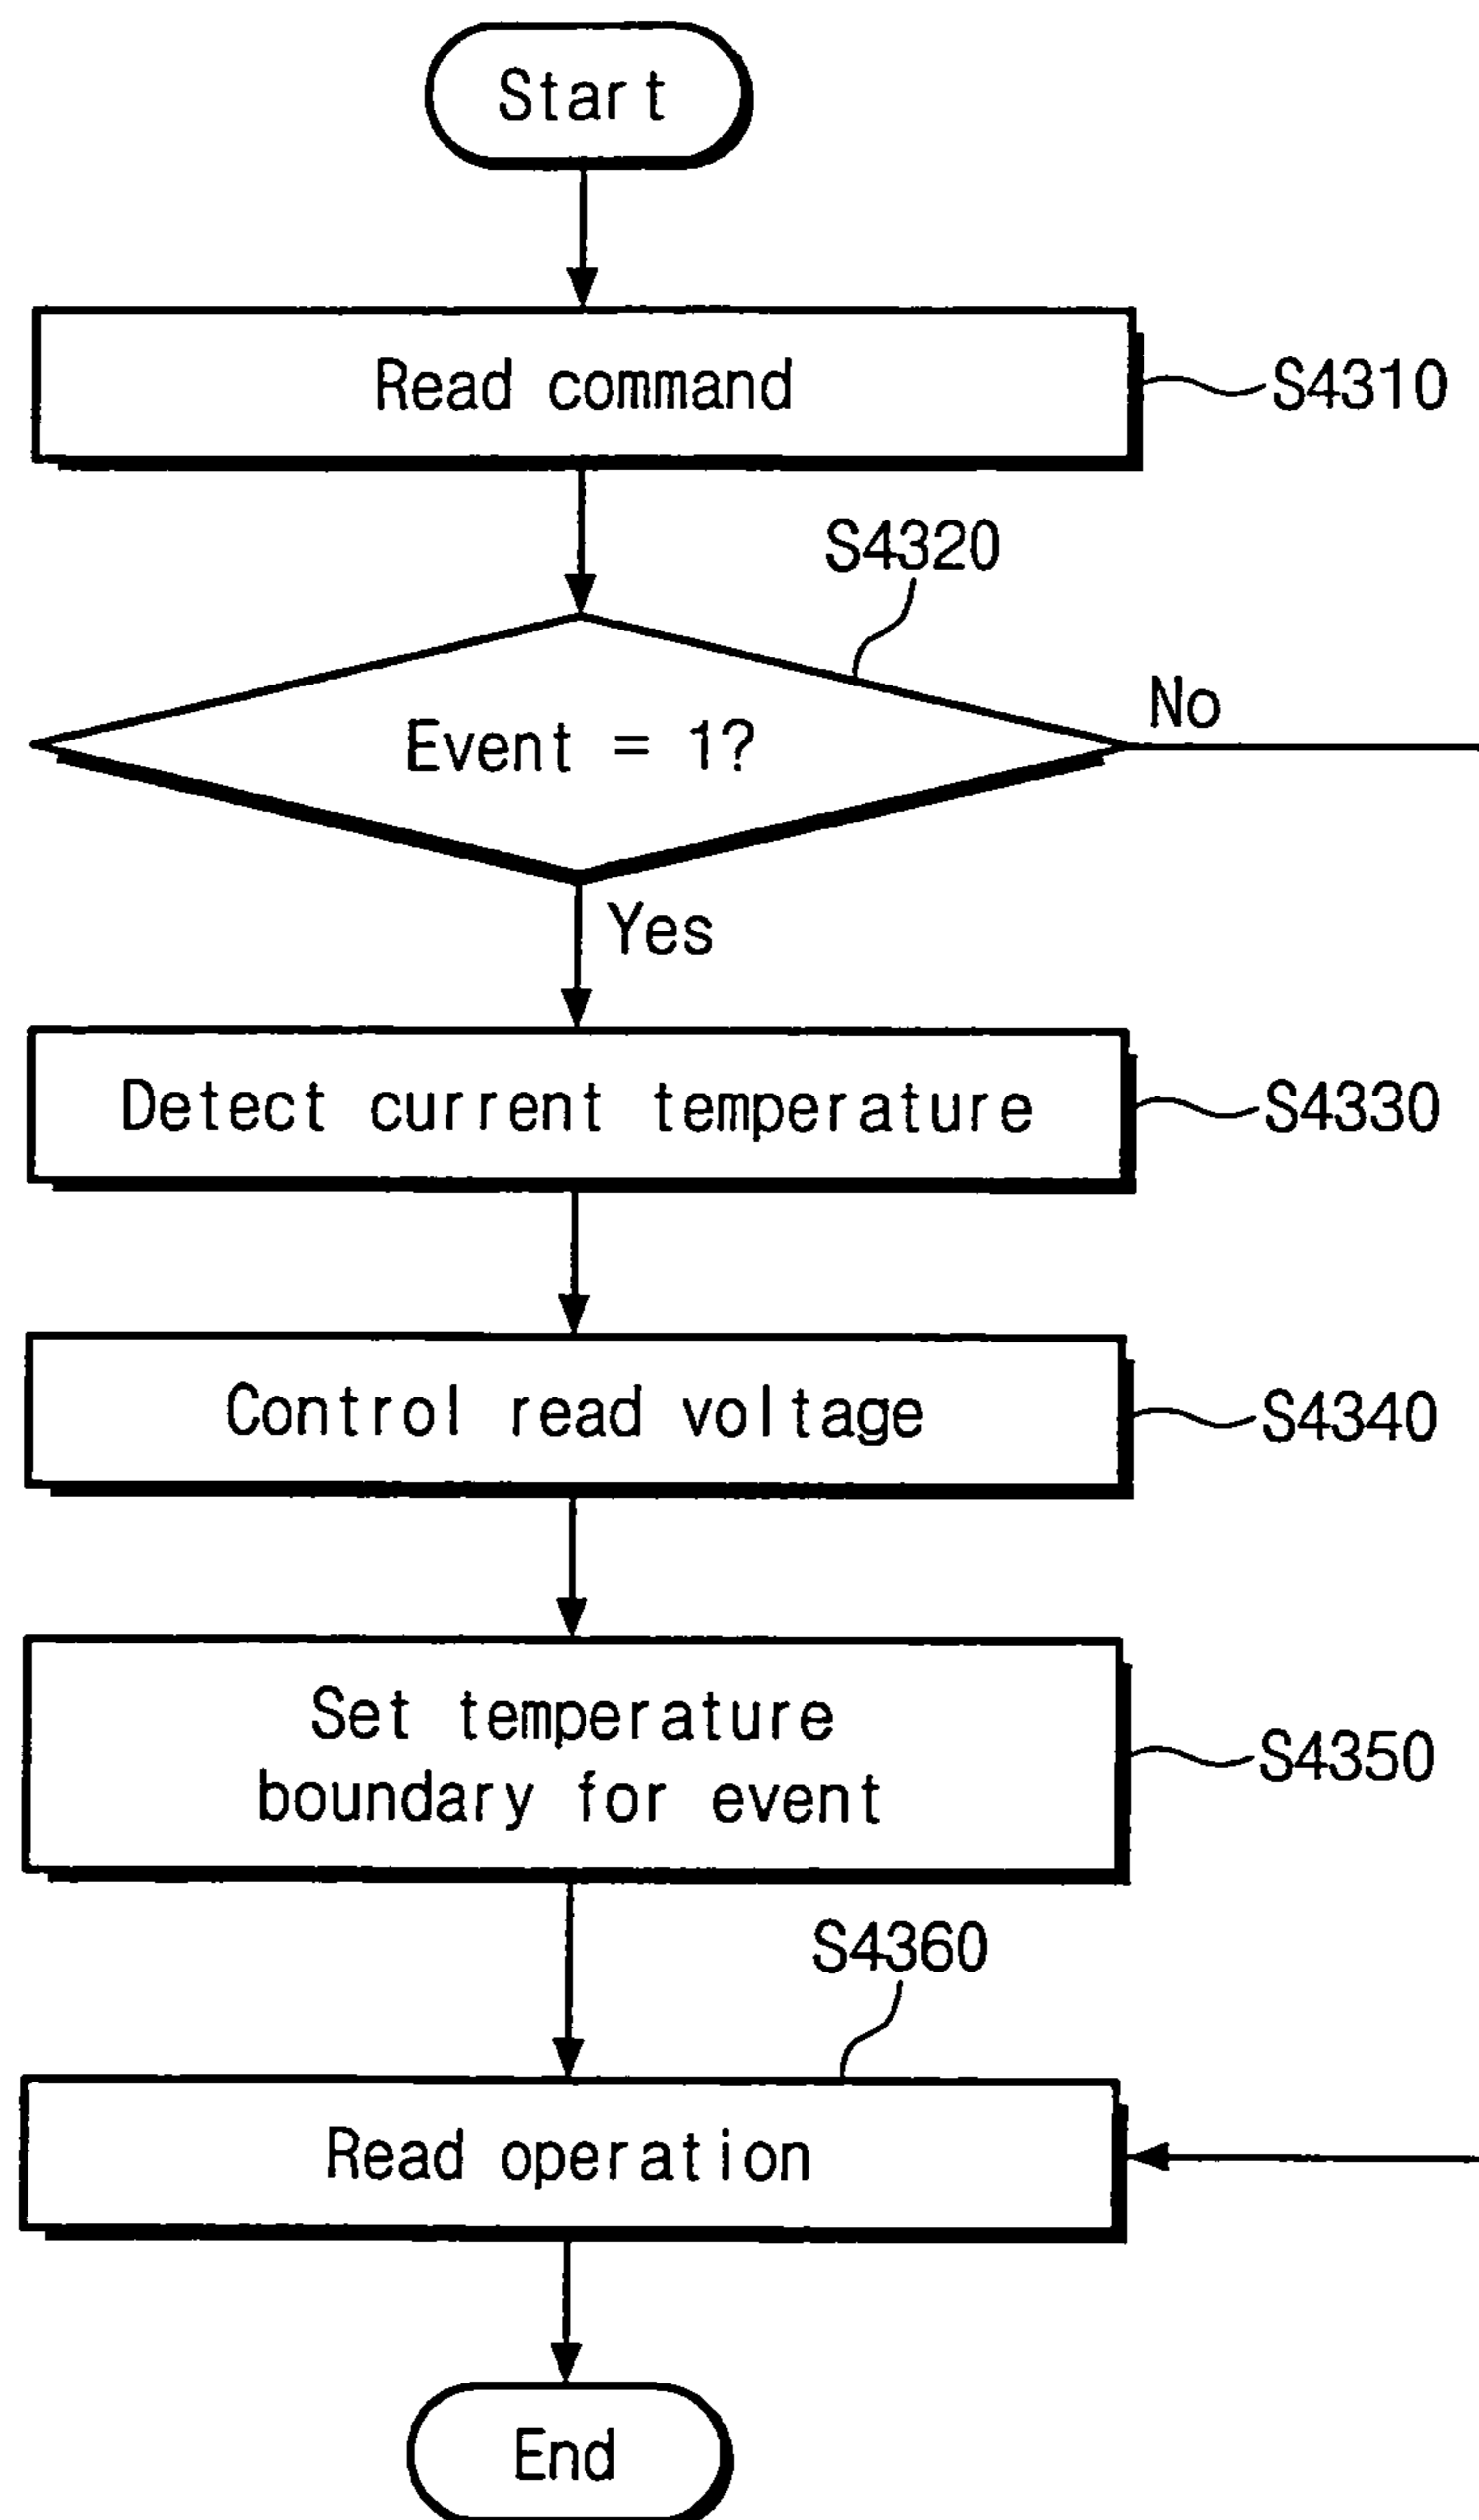 Start
Read command
S4310
S4320
Event = 1?
No
Yes
Detect current temperature
S4330
Control read voltage
S4340
Set temperature
boundary for event
S4350
S4360
Read operation
End